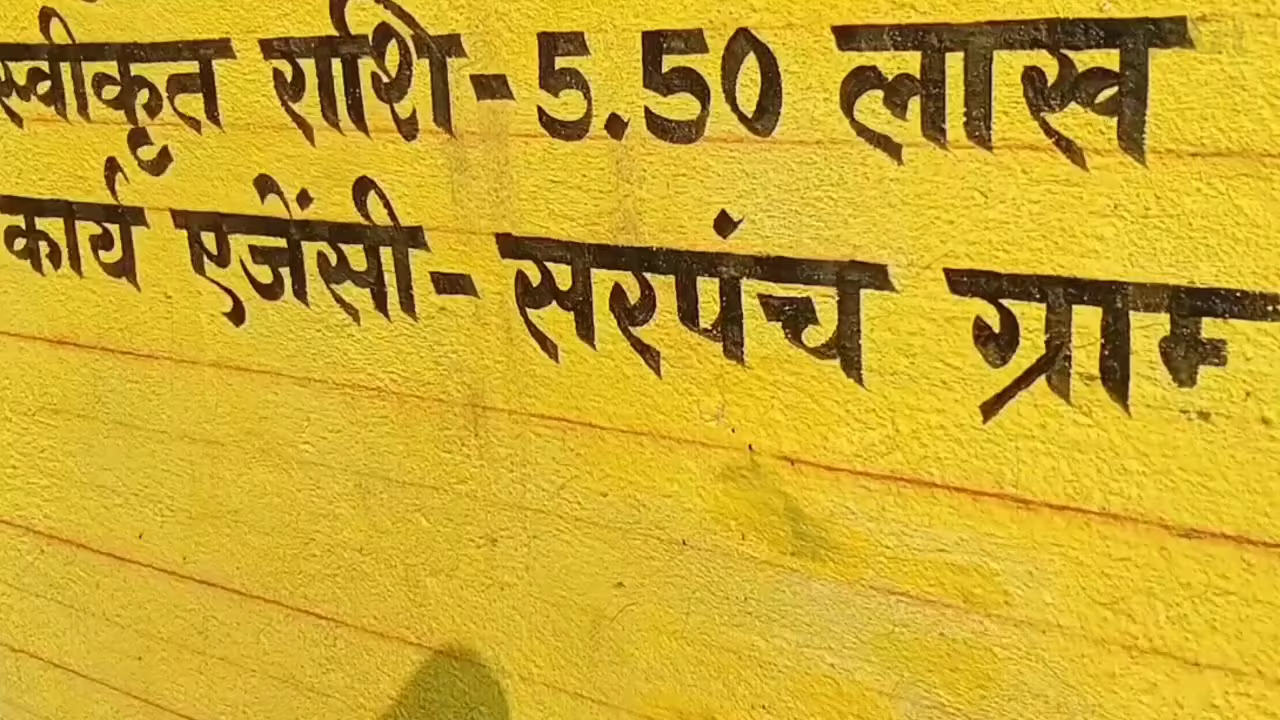 स्वीकृत राशि-5.50 लाख
कार्य एजेंसी- सरपंच ग्राम